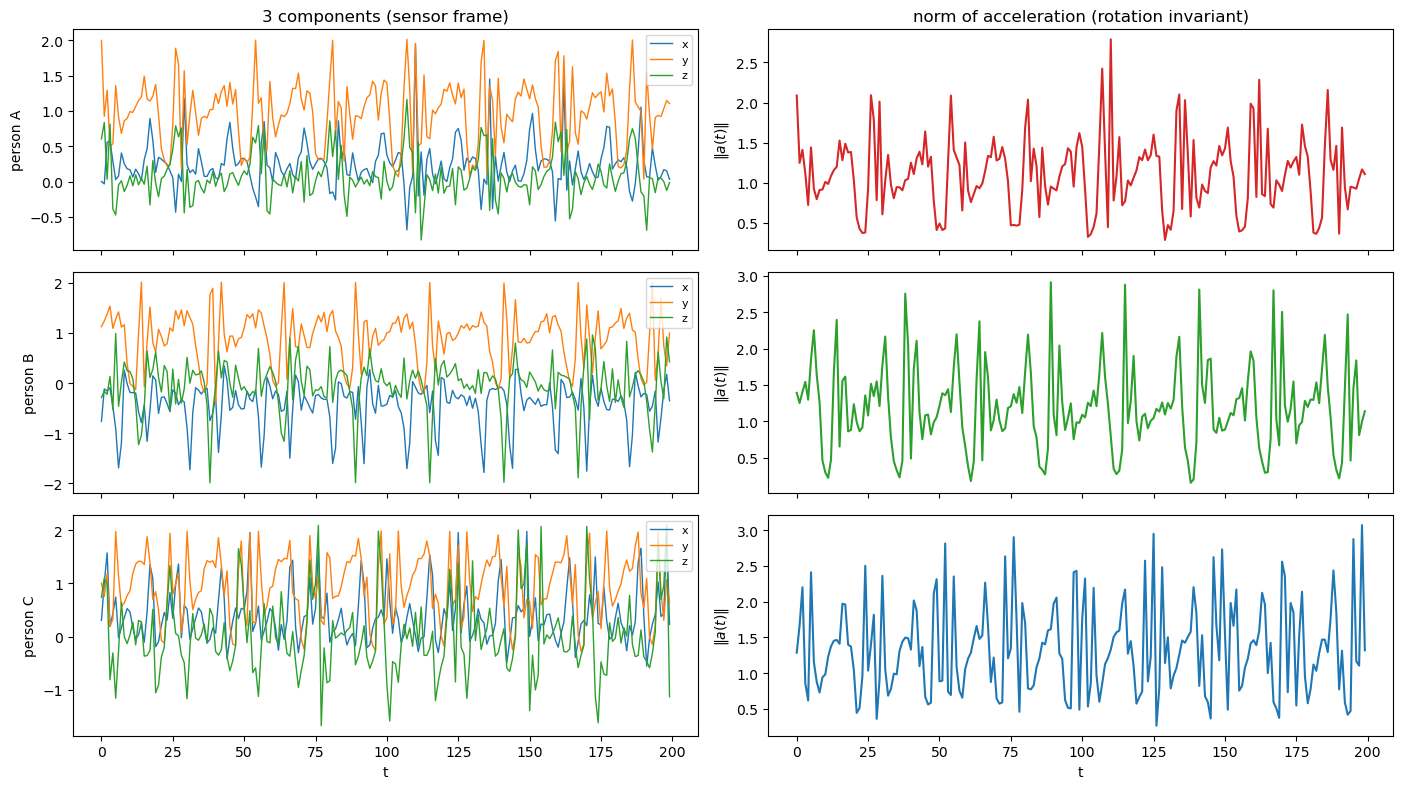 3 components (sensor frame)
norm of acceleration (rotation invariant)
person A
2.0
1.5
1.0
0.5
0.0
−0.5
x
y
z
‖a(t)‖
2.5
2.0
1.5
1.0
0.5
person B
2
1
0
−1
−2
x
y
z
‖a(t)‖
3.0
2.5
2.0
1.5
1.0
0.5
person C
2
1
0
−1
x
y
z
0 25 50 75 100 125 150 175 200
t
‖a(t)‖
3.0
2.5
2.0
1.5
1.0
0.5
0 25 50 75 100 125 150 175 200
t